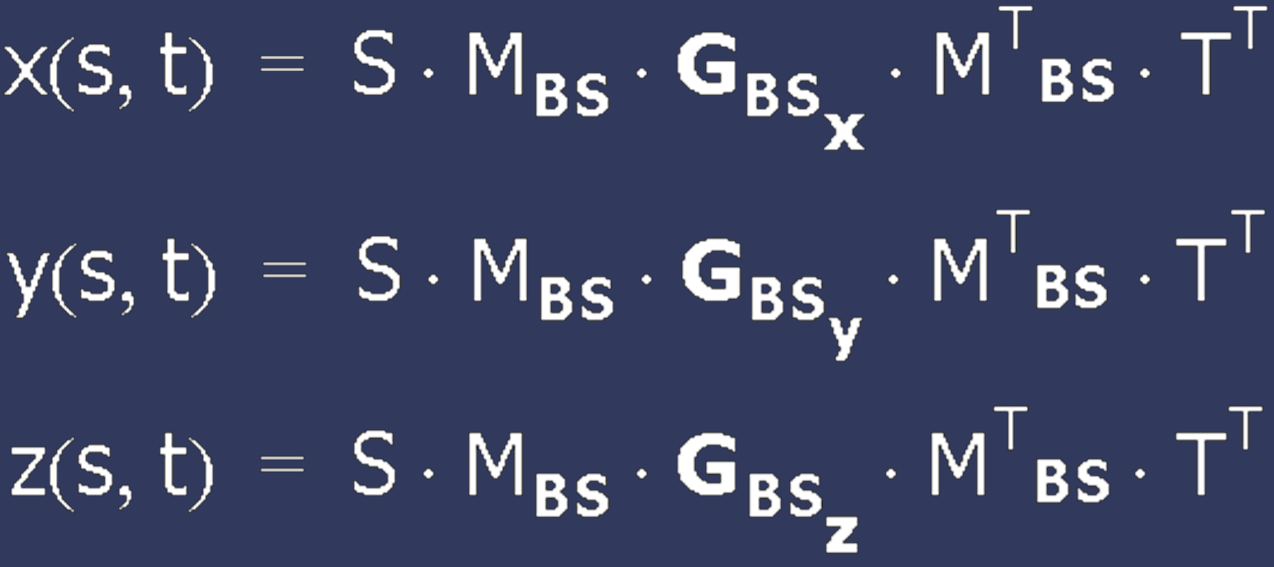 x(s, t) = S · M_BS · G_BS_x · M^T_BS · T^T
y(s, t) = S · M_BS · G_BS_y · M^T_BS · T^T
z(s, t) = S · M_BS · G_BS_z · M^T_BS · T^T